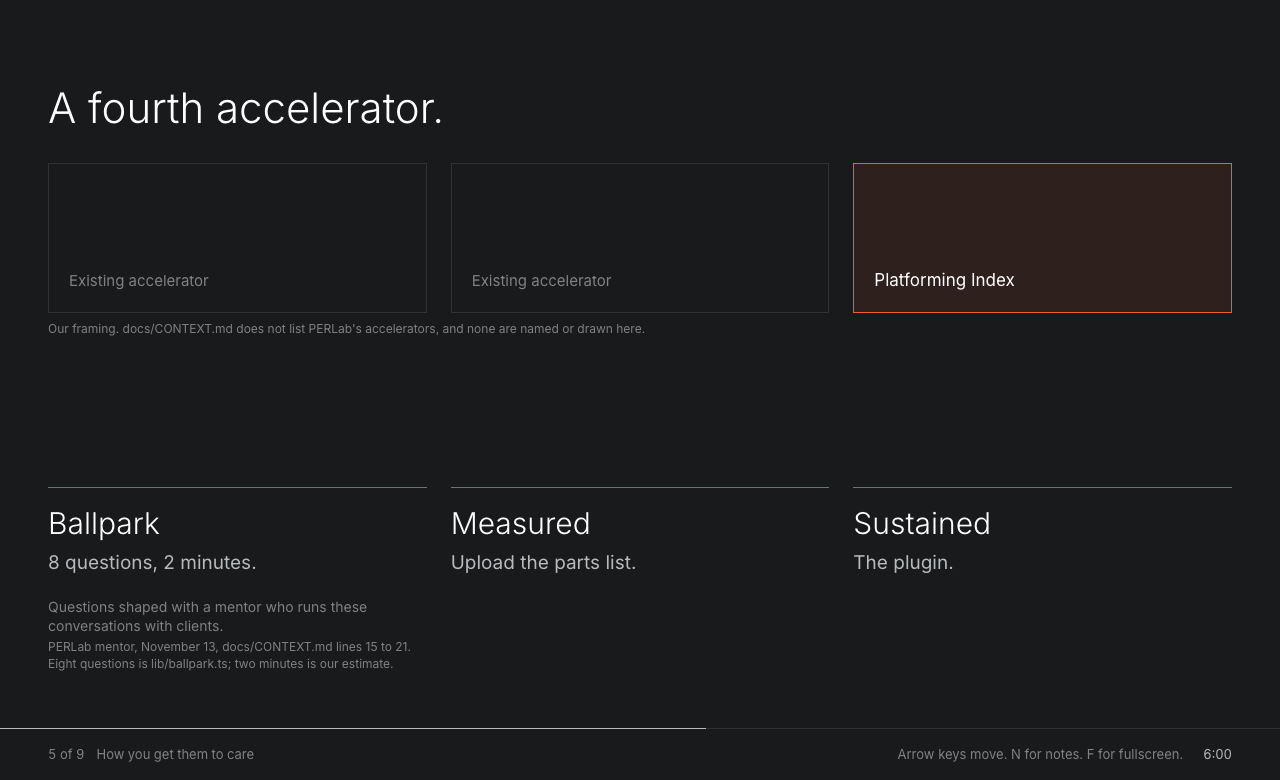 A fourth accelerator.
Existing accelerator
Existing accelerator
Platforming Index
Our framing. docs/CONTEXT.md does not list PERLab's accelerators, and none are named or drawn here.
Ballpark
8 questions, 2 minutes.
Questions shaped with a mentor who runs these
conversations with clients.
PERLab mentor, November 13, docs/CONTEXT.md lines 15 to 21.
Eight questions is lib/ballpark.ts; two minutes is our estimate.
Measured
Upload the parts list.
Sustained
The plugin.
5 of 9 How you get them to care
Arrow keys move. N for notes. F for fullscreen. 6:00